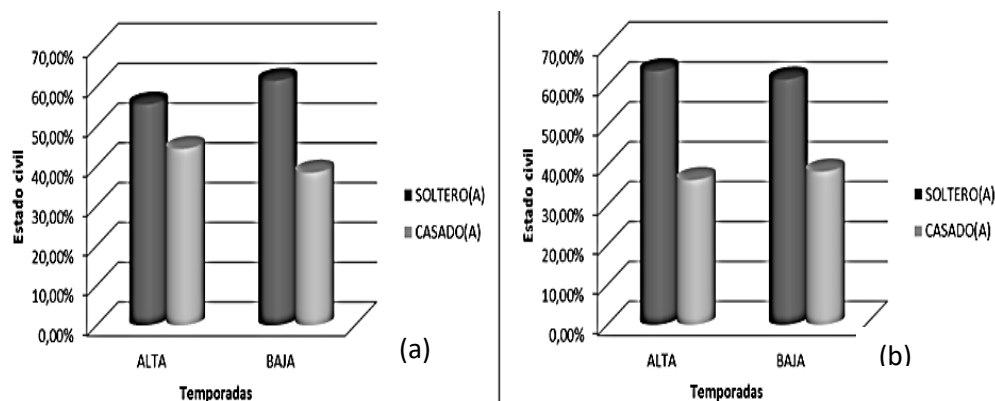 70,00%
60,00%
50,00%
40,00%
30,00%
20,00%
10,00%
0,00%
Estado civil
ALTA
BAJA
Temporadas
SOLTERO(A)
CASADO(A)
(a)
70,00%
60,00%
50,00%
40,00%
30,00%
20,00%
10,00%
0,00%
Estado civil
ALTA
BAJA
Temporadas
SOLTERO(A)
CASADO(A)
(b)